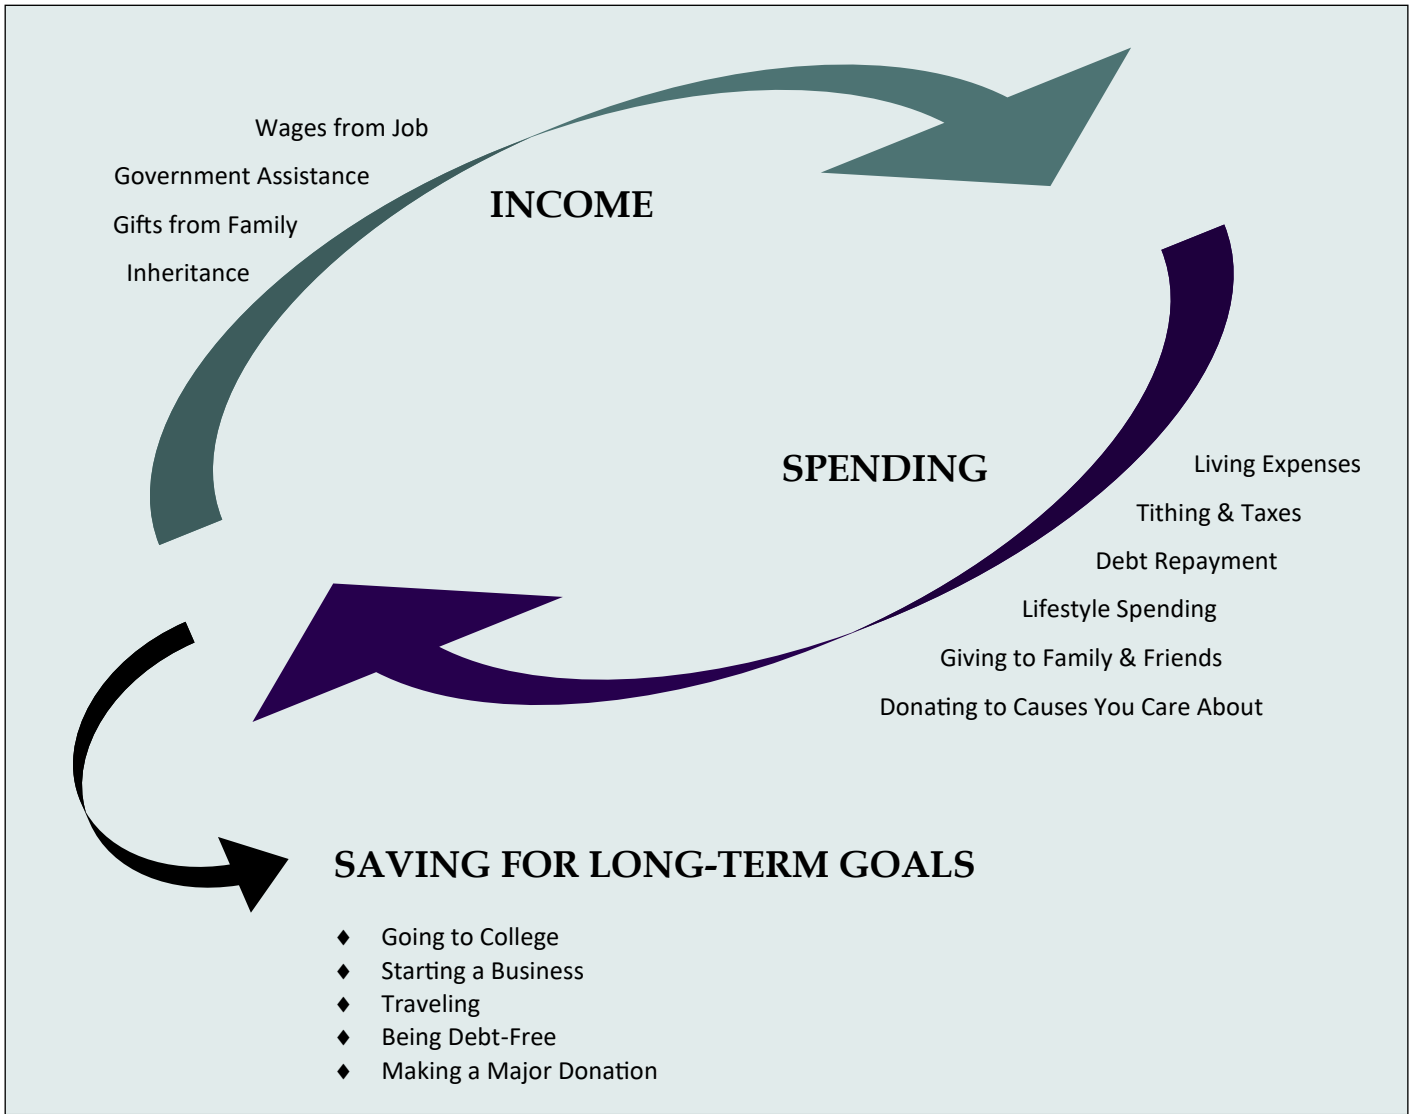 Wages from Job
Government Assistance
INCOME
Gifts from Family
Inheritance
SPENDING
Living Expenses
Tithing & Taxes
Debt Repayment
Lifestyle Spending
Giving to Family & Friends
Donating to Causes You Care About
SAVING FOR LONG-TERM GOALS
♦ Going to College
♦ Starting a Business
♦ Traveling
♦ Being Debt-Free
♦ Making a Major Donation